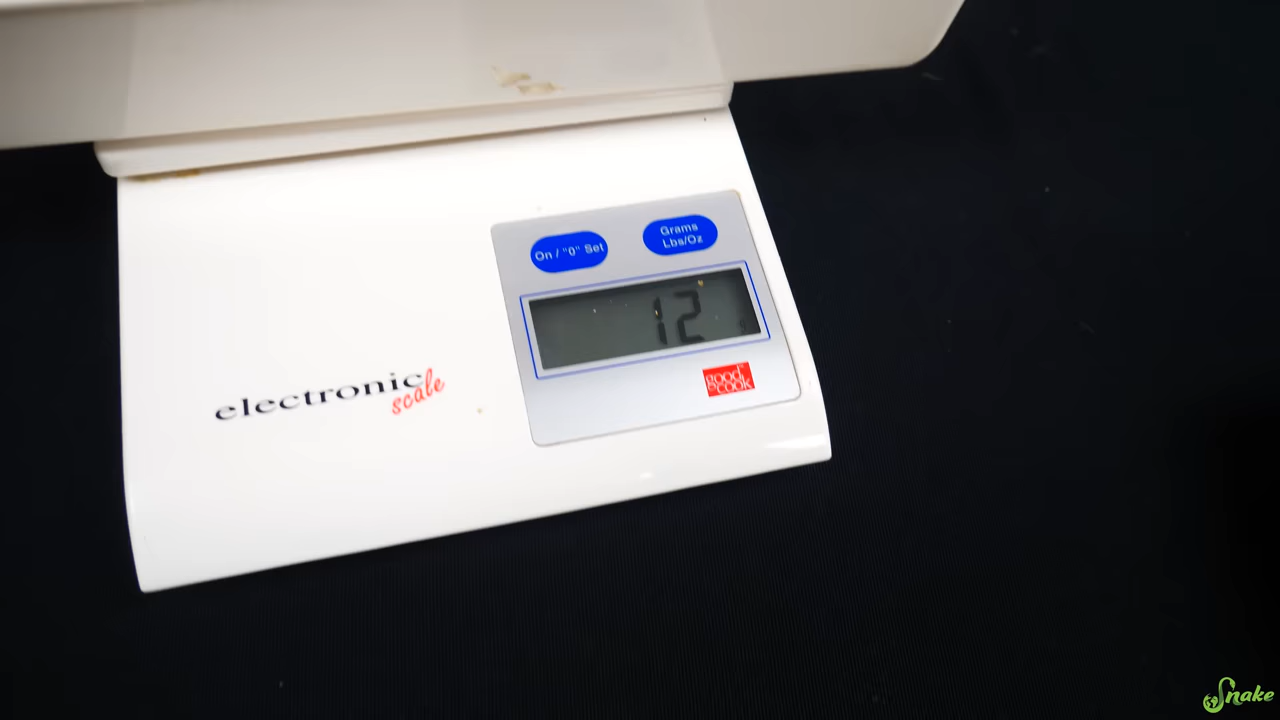 On / "0" Set
Grams
Lbs/Oz
12 g
good
cook
electronic
scale
Snake